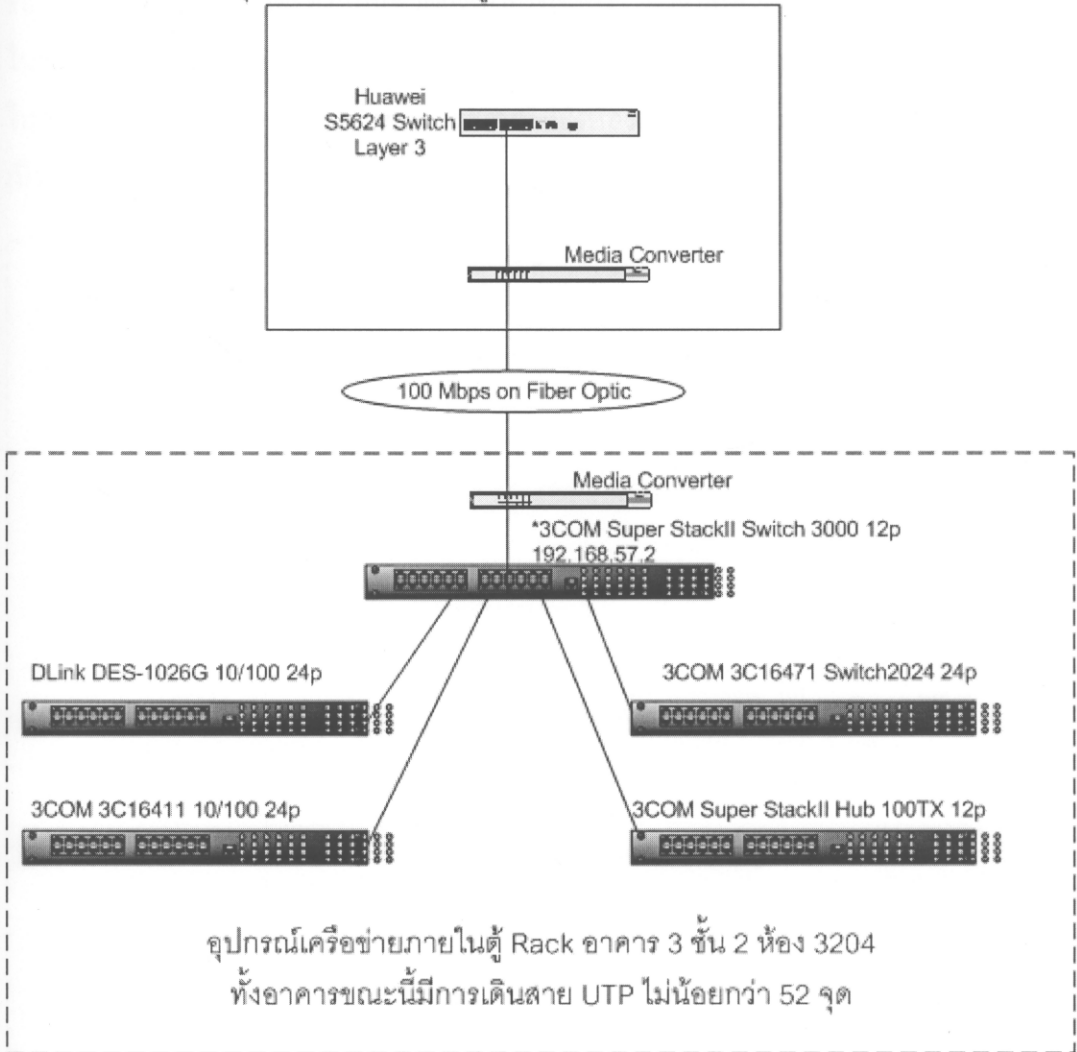 Huawei
S5624 Switch
Layer 3
Media Converter
100 Mbps on Fiber Optic
Media Converter
*3COM Super StackII Switch 3000 12p
192.168.57.2
DLink DES-1026G 10/100 24p
3COM 3C16471 Switch2024 24p
3COM 3C16411 10/100 24p
3COM Super StackII Hub 100TX 12p
อุปกรณ์เครือข่ายภายในตู้ Rack อาคาร 3 ชั้น 2 ห้อง 3204
ทั้งอาคารขณะนี้มีการเดินสาย UTP ไม่น้อยกว่า 52 จุด